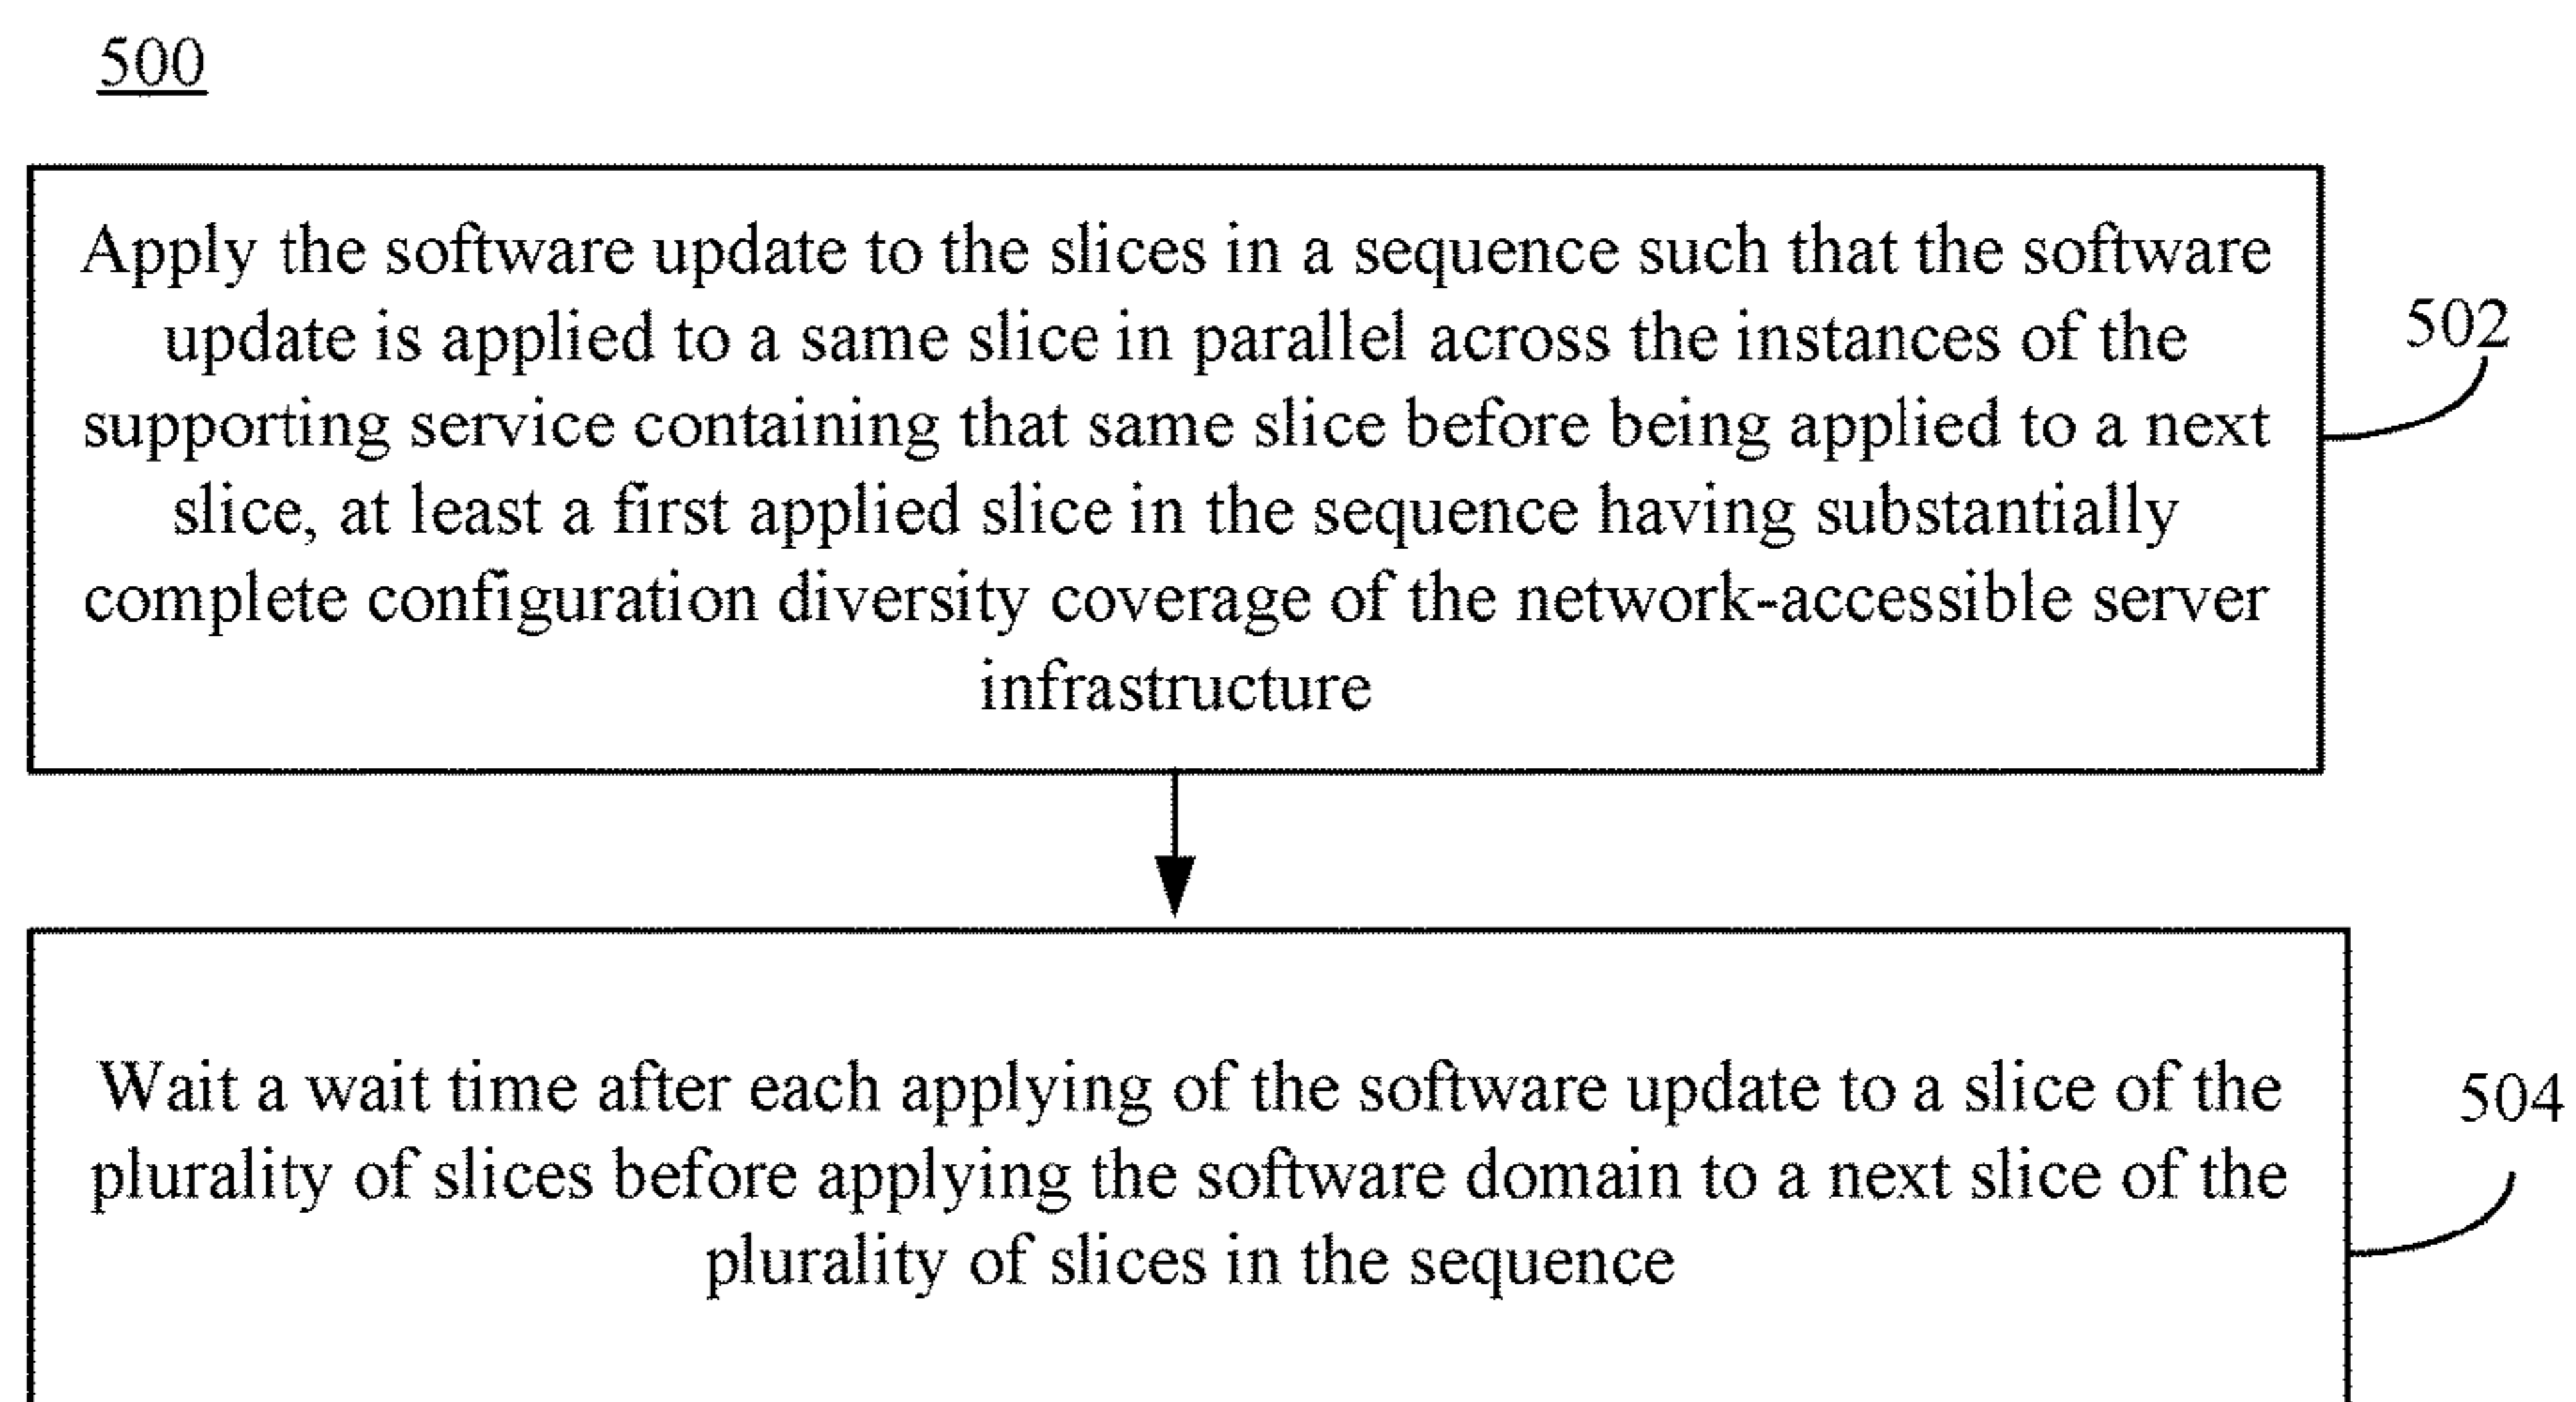 500
Apply the software update to the slices in a sequence such that the software
update is applied to a same slice in parallel across the instances of the
supporting service containing that same slice before being applied to a next
slice, at least a first applied slice in the sequence having substantially
complete configuration diversity coverage of the network-accessible server
infrastructure
502
Wait a wait time after each applying of the software update to a slice of the
plurality of slices before applying the software domain to a next slice of the
plurality of slices in the sequence
504